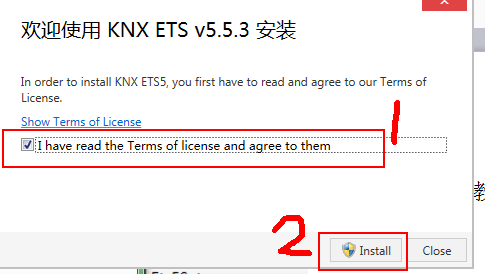 欢迎使用 KNX ETS v5.5.3 安装
In order to install KNX ETS5, you first have to read and agree to our Terms of
License.
Show Terms of License
1
I have read the Terms of license and agree to them
2
Install
Close